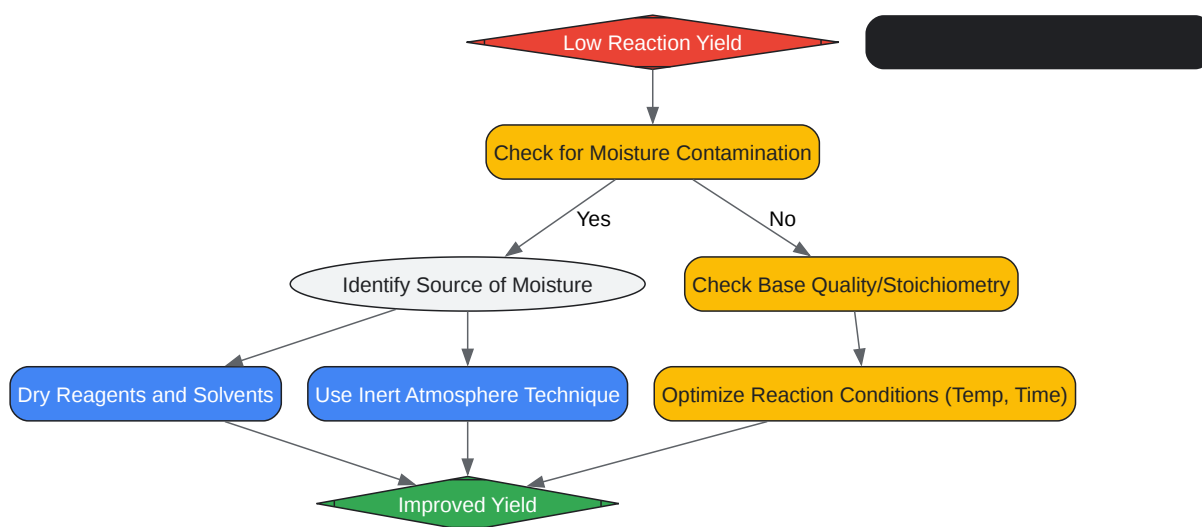 Low Reaction Yield
Check for Moisture Contamination
Yes
No
Identify Source of Moisture
Check Base Quality/Stoichiometry
Dry Reagents and Solvents
Use Inert Atmosphere Technique
Optimize Reaction Conditions (Temp, Time)
Improved Yield